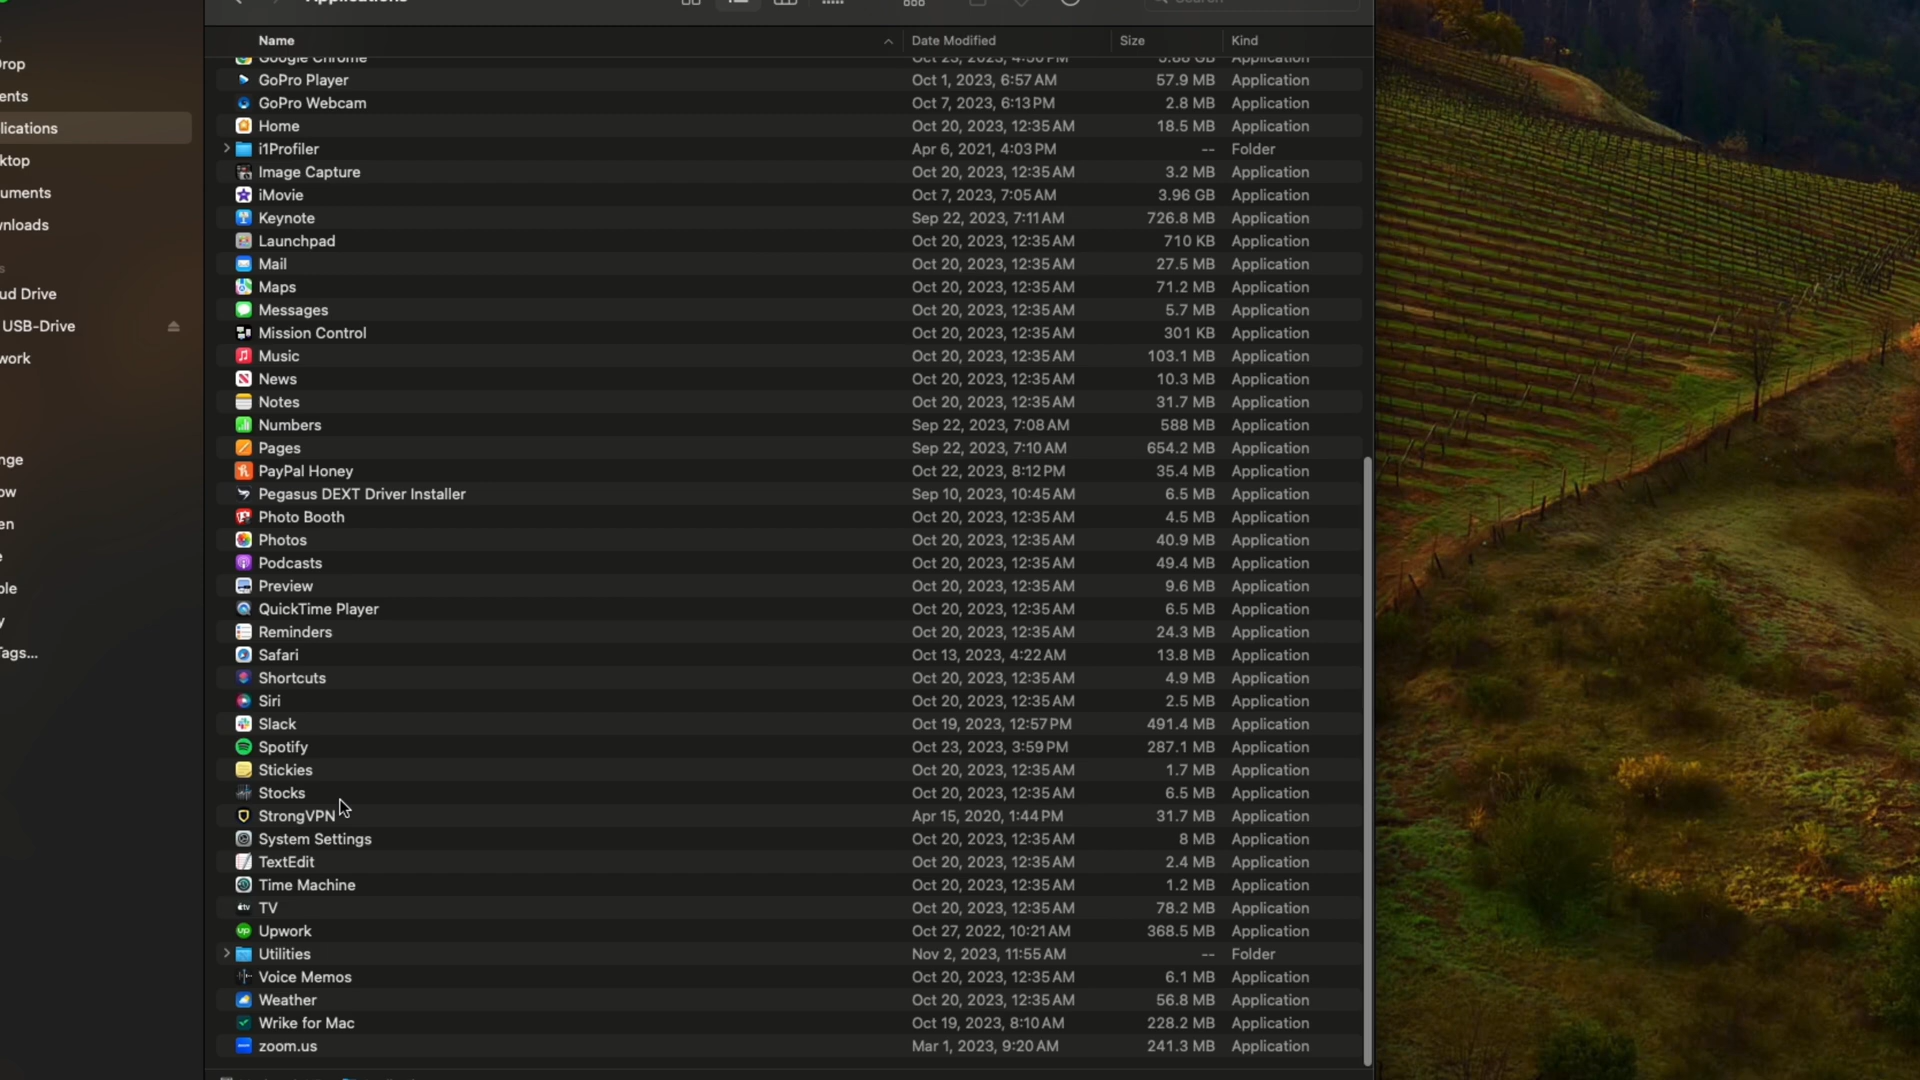 Applications
Search
Name Date Modified Size Kind
Google Chrome Oct 23, 2023, 4:50 PM Application
GoPro Player Oct 1, 2023, 6:57 AM 57.9 MB Application
GoPro Webcam Oct 7, 2023, 6:13 PM 2.8 MB Application
Home Oct 20, 2023, 12:35 AM 18.5 MB Application
i1Profiler Apr 6, 2021, 4:03 PM -- Folder
Image Capture Oct 20, 2023, 12:35 AM 3.2 MB Application
iMovie Oct 7, 2023, 7:05 AM 3.96 GB Application
Keynote Sep 22, 2023, 7:11 AM 726.8 MB Application
Launchpad Oct 20, 2023, 12:35 AM 710 KB Application
Mail Oct 20, 2023, 12:35 AM 27.5 MB Application
Maps Oct 20, 2023, 12:35 AM 71.2 MB Application
Messages Oct 20, 2023, 12:35 AM 5.7 MB Application
Mission Control Oct 20, 2023, 12:35 AM 301 KB Application
Music Oct 20, 2023, 12:35 AM 103.1 MB Application
News Oct 20, 2023, 12:35 AM 10.3 MB Application
Notes Oct 20, 2023, 12:35 AM 31.7 MB Application
Numbers Sep 22, 2023, 7:08 AM 588 MB Application
Pages Sep 22, 2023, 7:10 AM 654.2 MB Application
PayPal Honey Oct 22, 2023, 8:12 PM 35.4 MB Application
Pegasus DEXT Driver Installer Sep 10, 2023, 10:45 AM 6.5 MB Application
Photo Booth Oct 20, 2023, 12:35 AM 4.5 MB Application
Photos Oct 20, 2023, 12:35 AM 40.9 MB Application
Podcasts Oct 20, 2023, 12:35 AM 49.4 MB Application
Preview Oct 20, 2023, 12:35 AM 9.6 MB Application
QuickTime Player Oct 20, 2023, 12:35 AM 6.5 MB Application
Reminders Oct 20, 2023, 12:35 AM 24.3 MB Application
Safari Oct 13, 2023, 4:22 AM 13.8 MB Application
Shortcuts Oct 20, 2023, 12:35 AM 4.9 MB Application
Siri Oct 20, 2023, 12:35 AM 2.5 MB Application
Slack Oct 19, 2023, 12:57 PM 491.4 MB Application
Spotify Oct 23, 2023, 3:59 PM 287.1 MB Application
Stickies Oct 20, 2023, 12:35 AM 1.7 MB Application
Stocks Oct 20, 2023, 12:35 AM 6.5 MB Application
StrongVPN Apr 15, 2020, 1:44 PM 31.7 MB Application
System Settings Oct 20, 2023, 12:35 AM 8 MB Application
TextEdit Oct 20, 2023, 12:35 AM 2.4 MB Application
Time Machine Oct 20, 2023, 12:35 AM 1.2 MB Application
TV Oct 20, 2023, 12:35 AM 78.2 MB Application
Upwork Oct 27, 2022, 10:21 AM 368.5 MB Application
Utilities Nov 2, 2023, 11:55 AM -- Folder
Voice Memos Oct 20, 2023, 12:35 AM 6.1 MB Application
Weather Oct 20, 2023, 12:35 AM 56.8 MB Application
Wrike for Mac Oct 19, 2023, 8:10 AM 228.2 MB Application
zoom.us Mar 1, 2023, 9:20 AM 241.3 MB Application
s
rop
ents
lications
ktop
uments
wnloads
s
ud Drive
USB-Drive
work
nge
ow
en
e
ple
y
Tags...